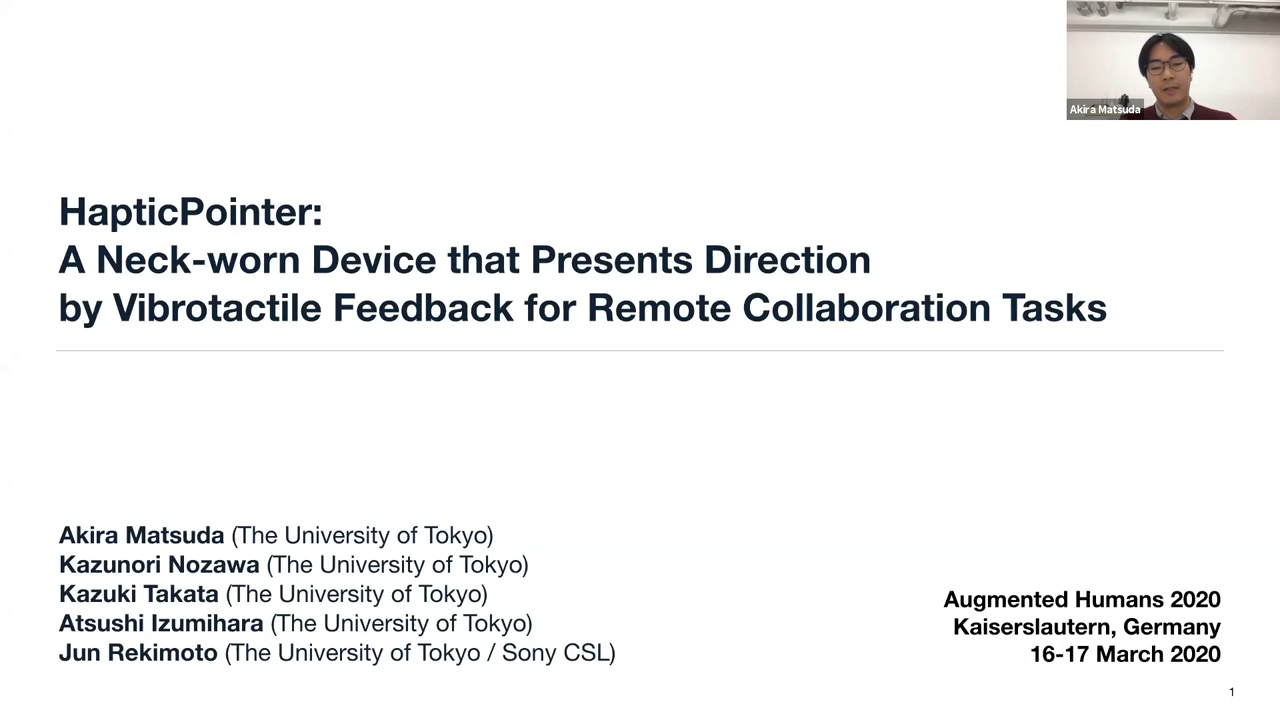 Akira Matsuda
HapticPointer:
A Neck-worn Device that Presents Direction
by Vibrotactile Feedback for Remote Collaboration Tasks
Akira Matsuda (The University of Tokyo)
Kazunori Nozawa (The University of Tokyo)
Kazuki Takata (The University of Tokyo)
Atsushi Izumihara (The University of Tokyo)
Jun Rekimoto (The University of Tokyo / Sony CSL)
Augmented Humans 2020
Kaiserslautern, Germany
16-17 March 2020
1